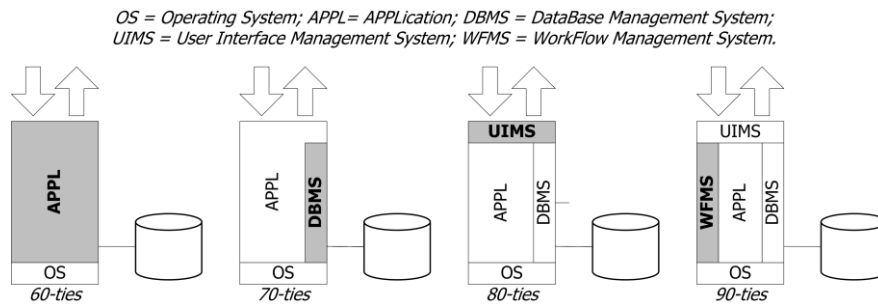 OS = Operating System; APPL= APPLication; DBMS = DataBase Management System;
UIMS = User Interface Management System; WFMS = WorkFlow Management System.
APPL
OS
60-ties
APPL
DBMS
OS
70-ties
UIMS
APPL
DBMS
OS
80-ties
UIMS
WFMS
APPL
DBMS
OS
90-ties